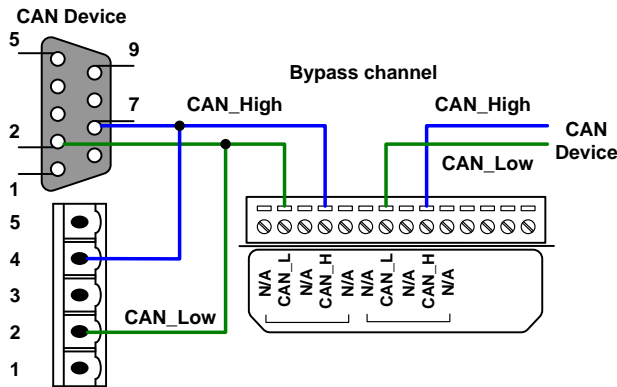 CAN Device
5
9
Bypass channel
7
CAN_High
CAN_High
CAN
Device
2
CAN_Low
1
5
4
3
2
1
CAN_Low
N/A
CAN_L
N/A
CAN_H
N/A
N/A
CAN_L
N/A
CAN_H
N/A